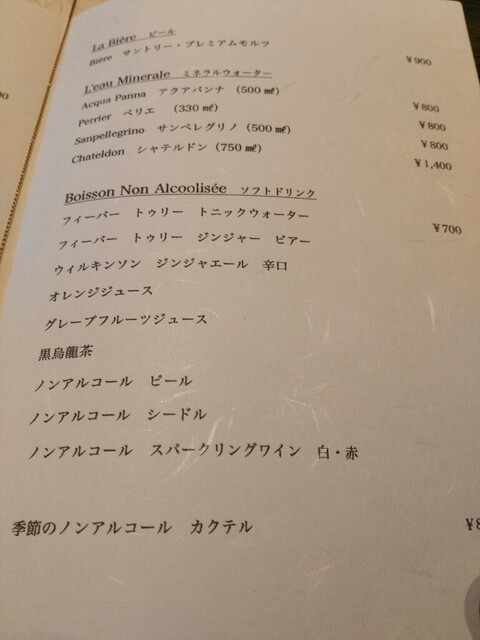 La Bière ビール
Bière サントリー・プレミアムモルツ ¥900
L'eau Minerale ミネラルウォーター
Acqua Panna アクアパンナ (500㎖) ¥800
Perrier ペリエ (330㎖) ¥800
Sanpellegrino サンペレグリノ (500㎖) ¥800
Chateldon シャテルドン (750㎖) ¥1,400
Boisson Non Alcoolisée ソフトドリンク
フィーバー トゥリー トニックウォーター ¥700
フィーバー トゥリー ジンジャー ビアー
ウィルキンソン ジンジャエール 辛口
オレンジジュース
グレープフルーツジュース
黒烏龍茶
ノンアルコール ビール
ノンアルコール シードル
ノンアルコール スパークリングワイン 白・赤
季節のノンアルコール カクテル